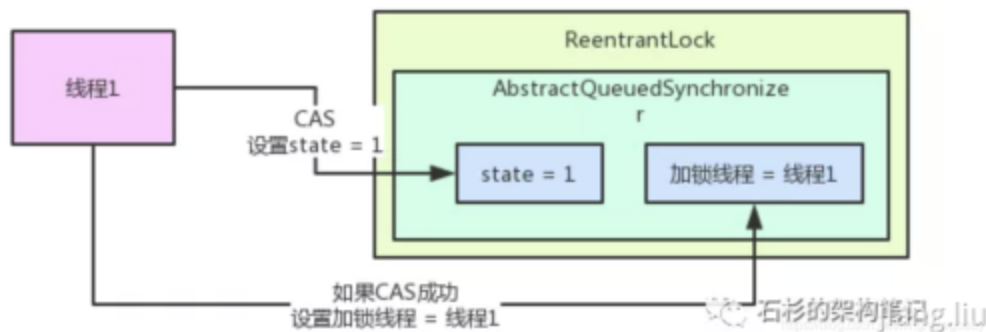 线程1
ReentrantLock
AbstractQueuedSynchronize
r
CAS
设置state = 1
state = 1
加锁线程 = 线程1
如果CAS成功
设置加锁线程 = 线程1
石杉的架构笔记
jiang.liu